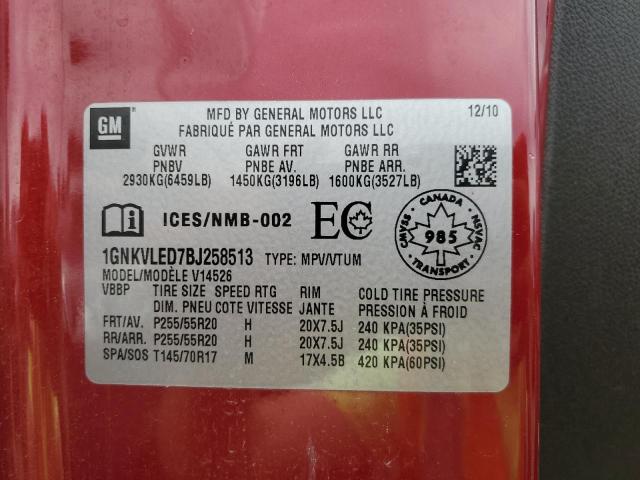 GM
MFD BY GENERAL MOTORS LLC 12/10
FABRIQUÉ PAR GENERAL MOTORS LLC
GVWR GAWR FRT GAWR RR
PNBV PNBE AV. PNBE ARR.
2930KG(6459LB) 1450KG(3196LB) 1600KG(3527LB)
ICES/NMB-002 EC
CANADA
CMVSS NSVAC
985
TRANSPORT
1GNKVLED7BJ258513 TYPE: MPV/VTUM
MODEL/MODÈLE V14526
VBBP TIRE SIZE SPEED RTG RIM COLD TIRE PRESSURE
DIM. PNEU COTE VITESSE JANTE PRESSION À FROID
FRT/AV. P255/55R20 H 20X7.5J 240 KPA(35PSI)
RR/ARR. P255/55R20 H 20X7.5J 240 KPA(35PSI)
SPA/SOS T145/70R17 M 17X4.5B 420 KPA(60PSI)